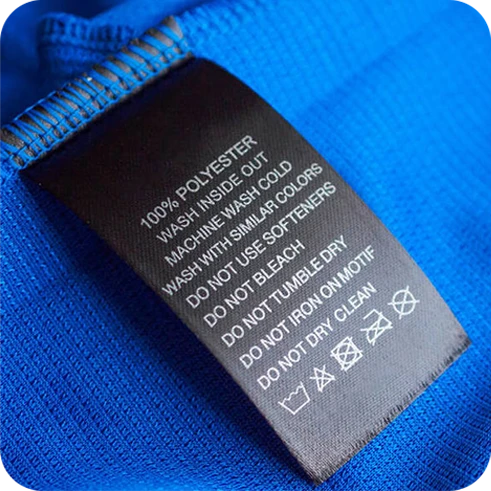 100% POLYESTER
WASH INSIDE OUT
MACHINE WASH COLD
WASH WITH SIMILAR COLORS
DO NOT USE SOFTENERS
DO NOT BLEACH
DO NOT TUMBLE DRY
DO NOT IRON ON MOTIF
DO NOT DRY CLEAN